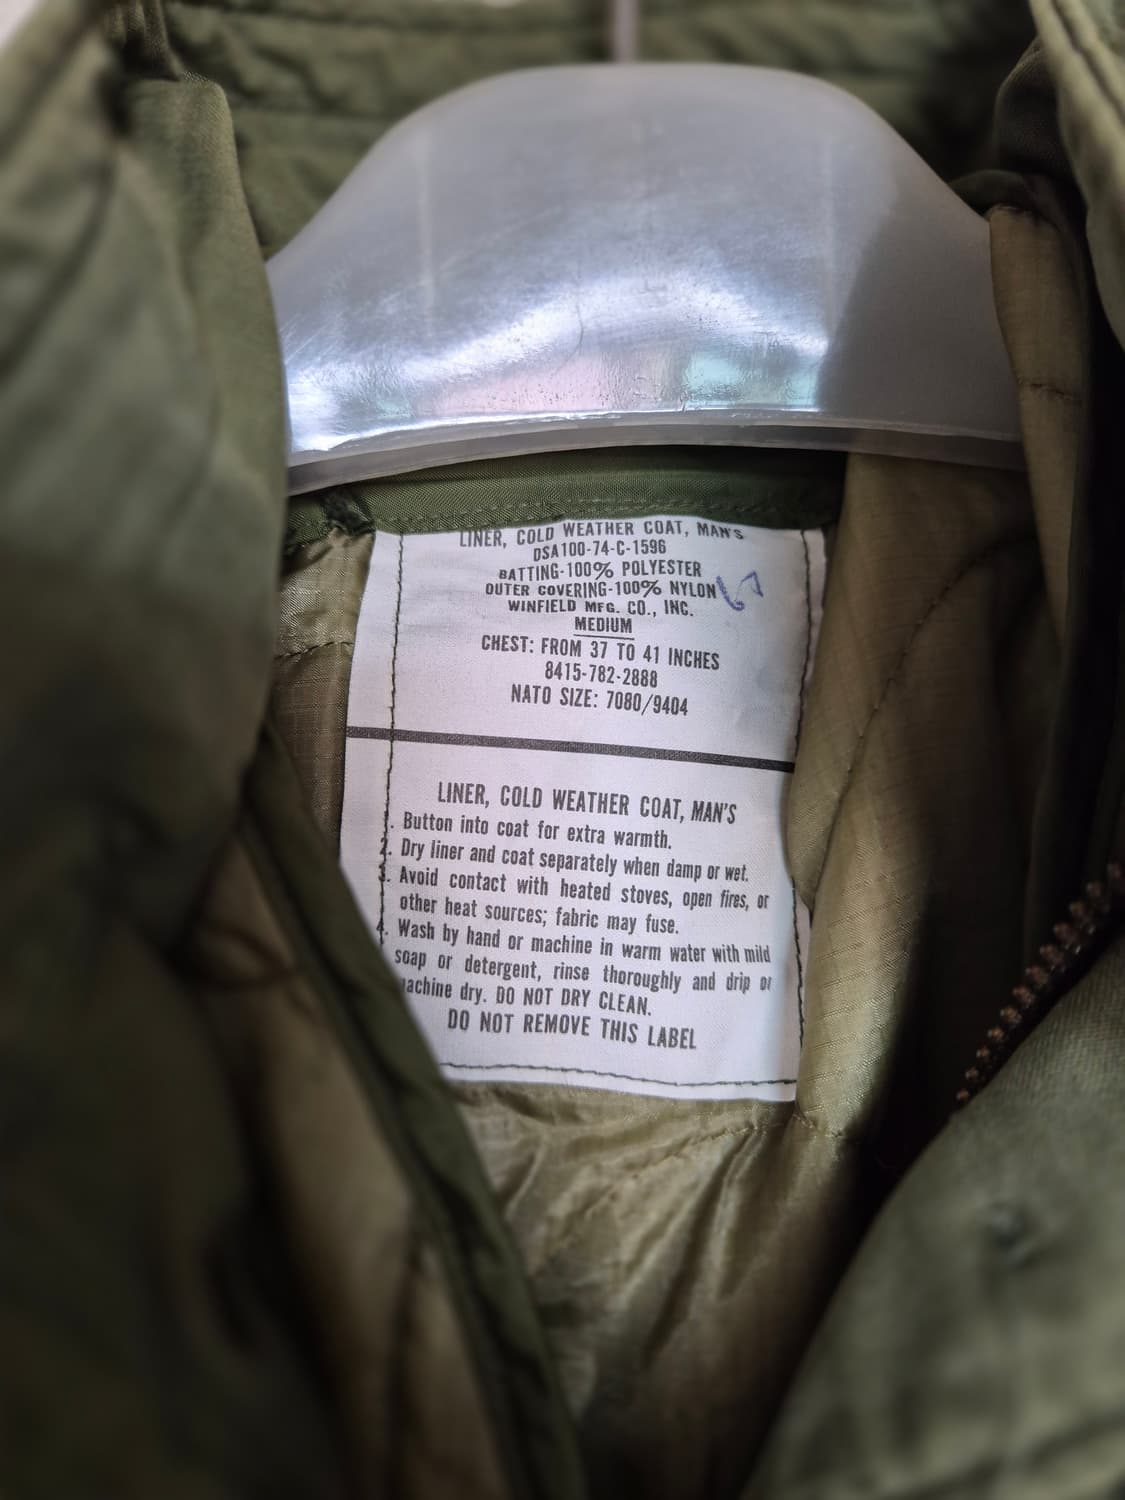 LINER, COLD WEATHER COAT, MAN'S
DSA100-74-C-1596
BATTING-100% POLYESTER
OUTER COVERING-100% NYLON
WINFIELD MFG. CO., INC.
MEDIUM
CHEST: FROM 37 TO 41 INCHES
8415-782-2888
NATO SIZE: 7080/9404
LINER, COLD WEATHER COAT, MAN'S
. Button into coat for extra warmth.
2. Dry liner and coat separately when damp or wet.
3. Avoid contact with heated stoves, open fires, or
other heat sources; fabric may fuse.
4. Wash by hand or machine in warm water with mild
soap or detergent, rinse thoroughly and drip or
machine dry. DO NOT DRY CLEAN.
DO NOT REMOVE THIS LABEL